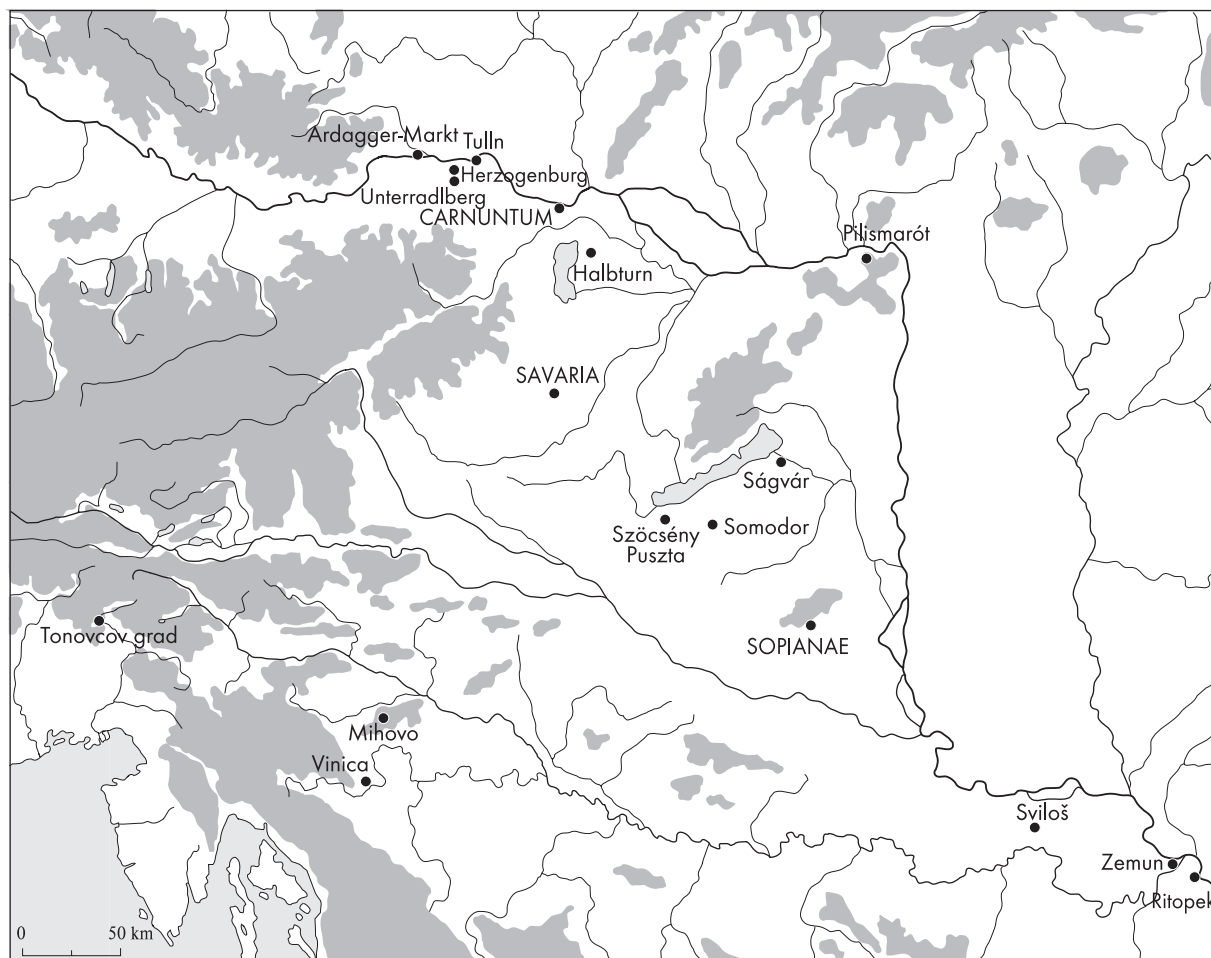 Ardagger-Markt
Tulln
Herzogenburg
Unterradlberg
CARNUNTUM
Pilismarót
Halbturn
SAVARIA
Ságvár
Szöcsény
Puszta
Somodor
Tonovcov grad
SOPIANAE
Mihovo
Vinica
Sviloš
Zemun
Ritopek
0 50 km